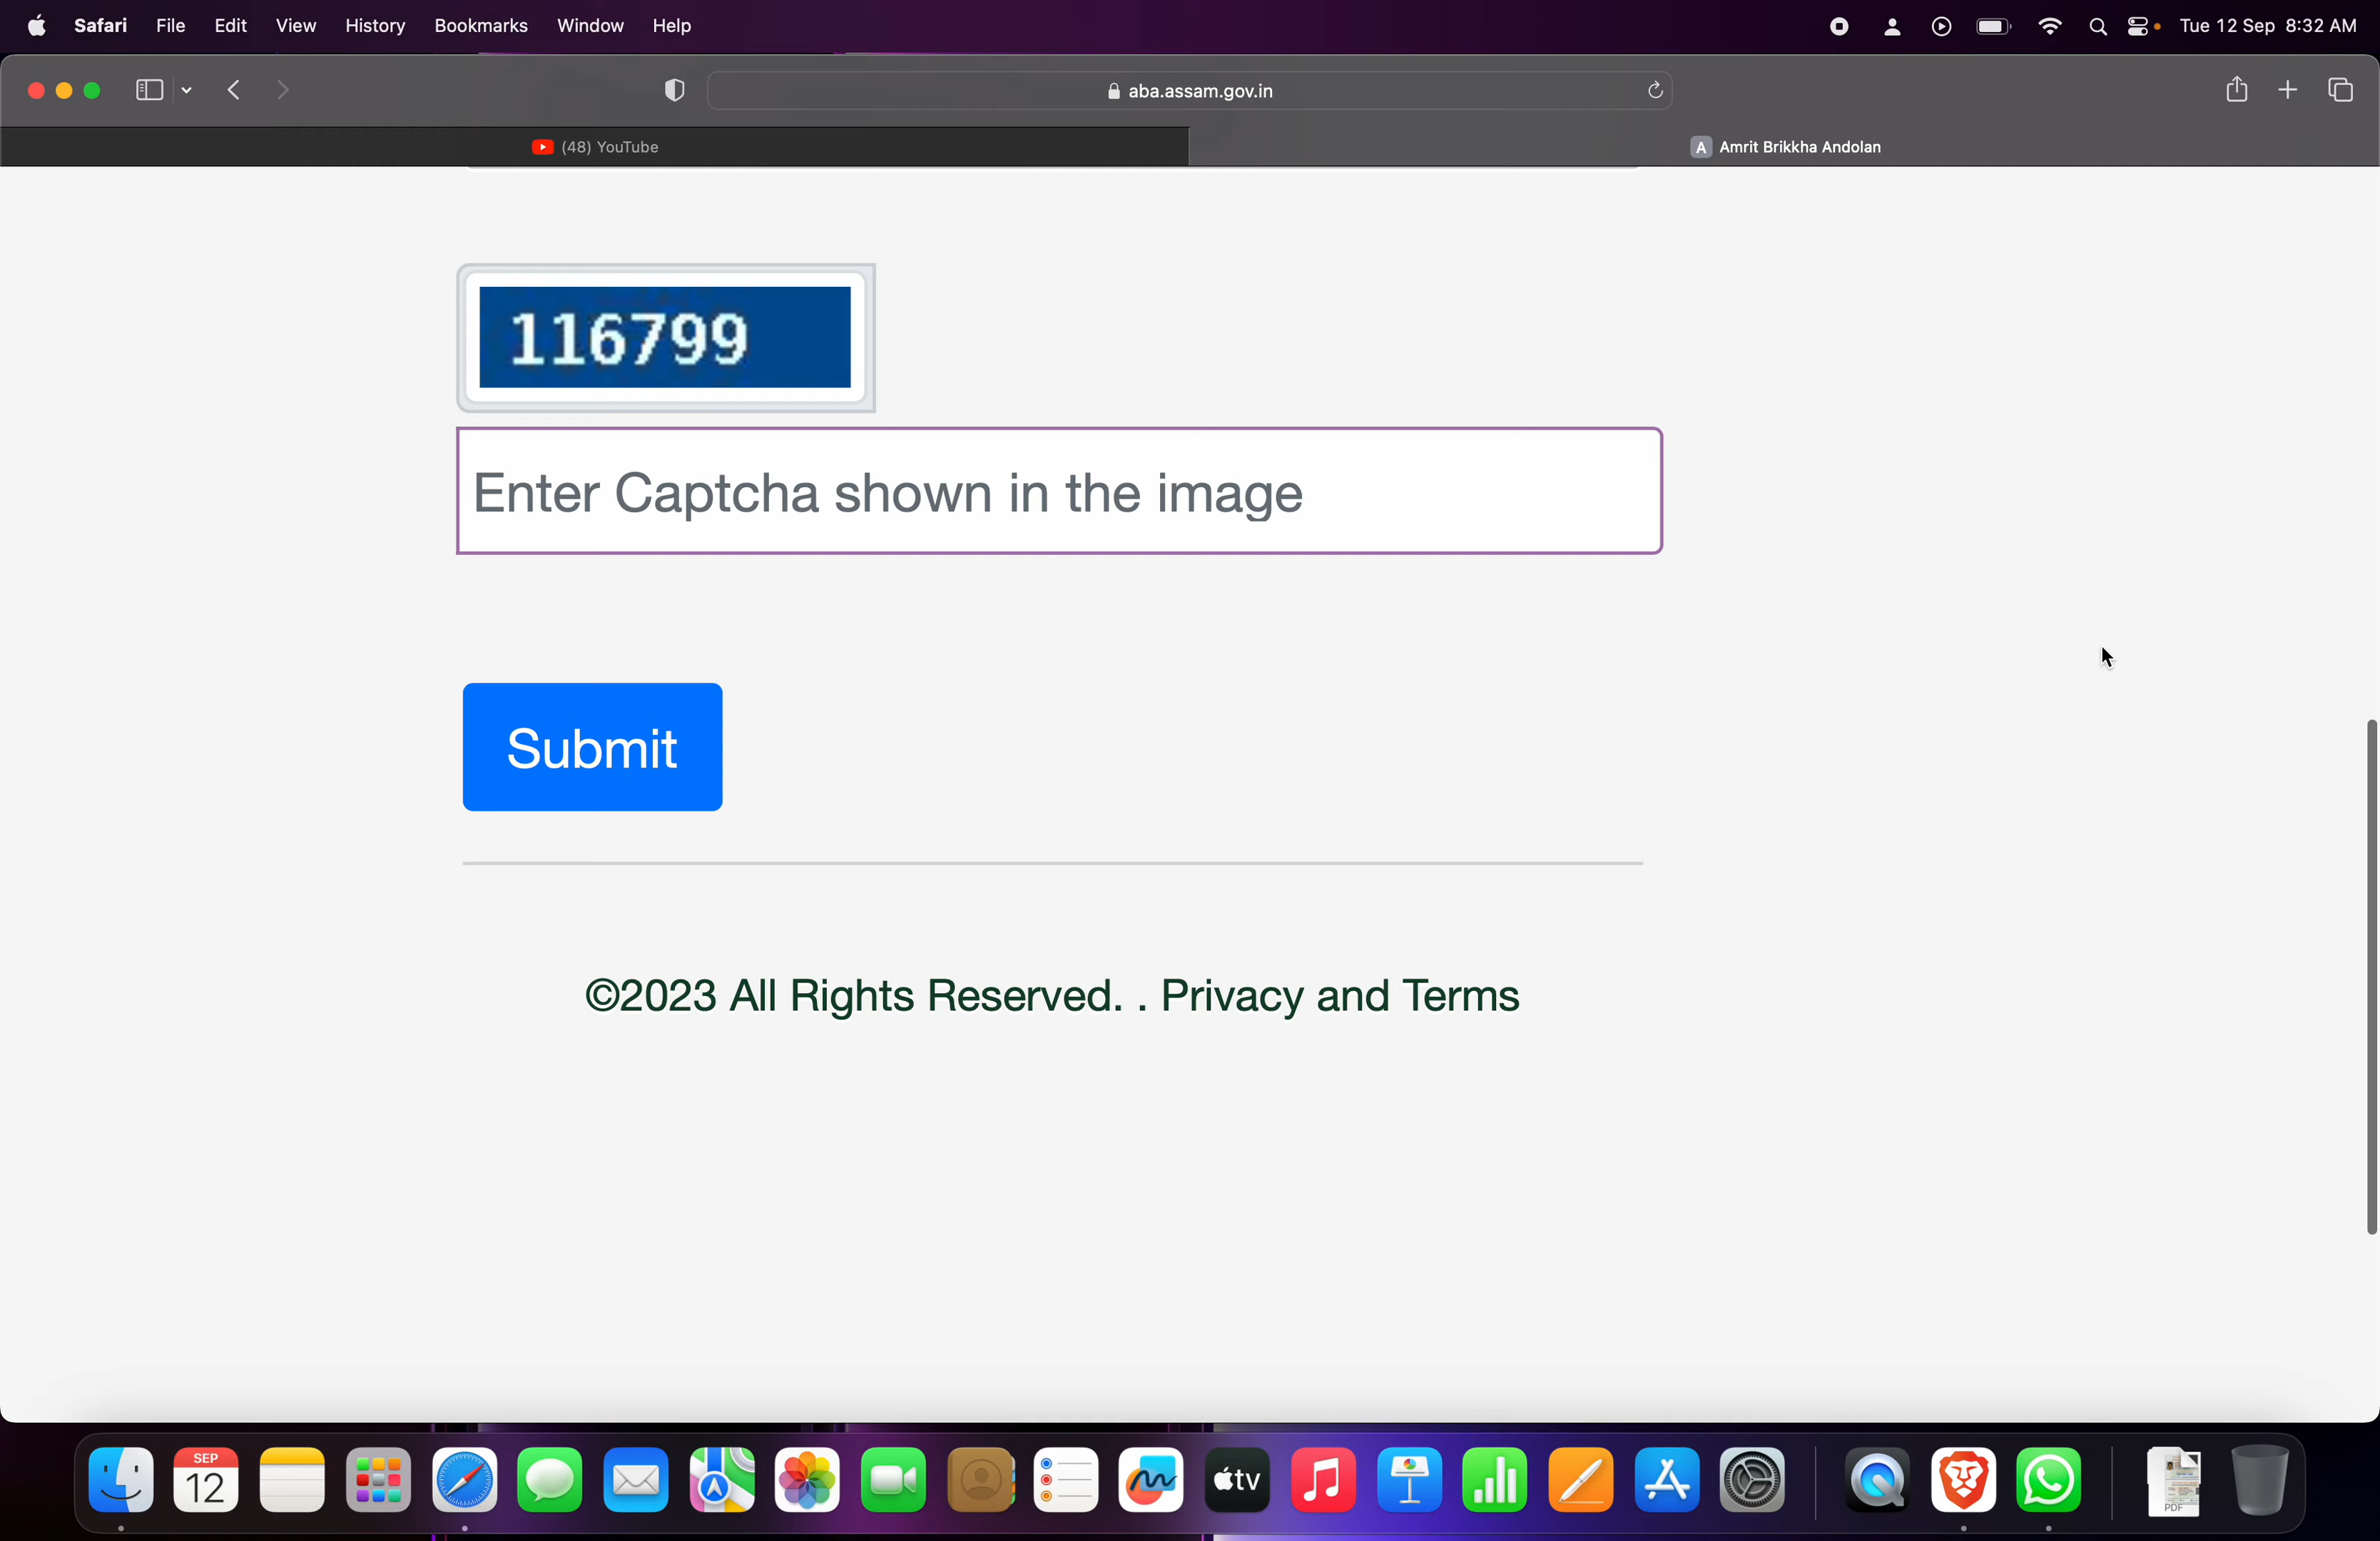 Safari File Edit View History Bookmarks Window Help Tue 12 Sep 8:32 AM
aba.assam.gov.in
(48) YouTube A Amrit Brikkha Andolan
116799
Enter Captcha shown in the image
Submit
©2023 All Rights Reserved. . Privacy and Terms
SEP
12
tv
PDF